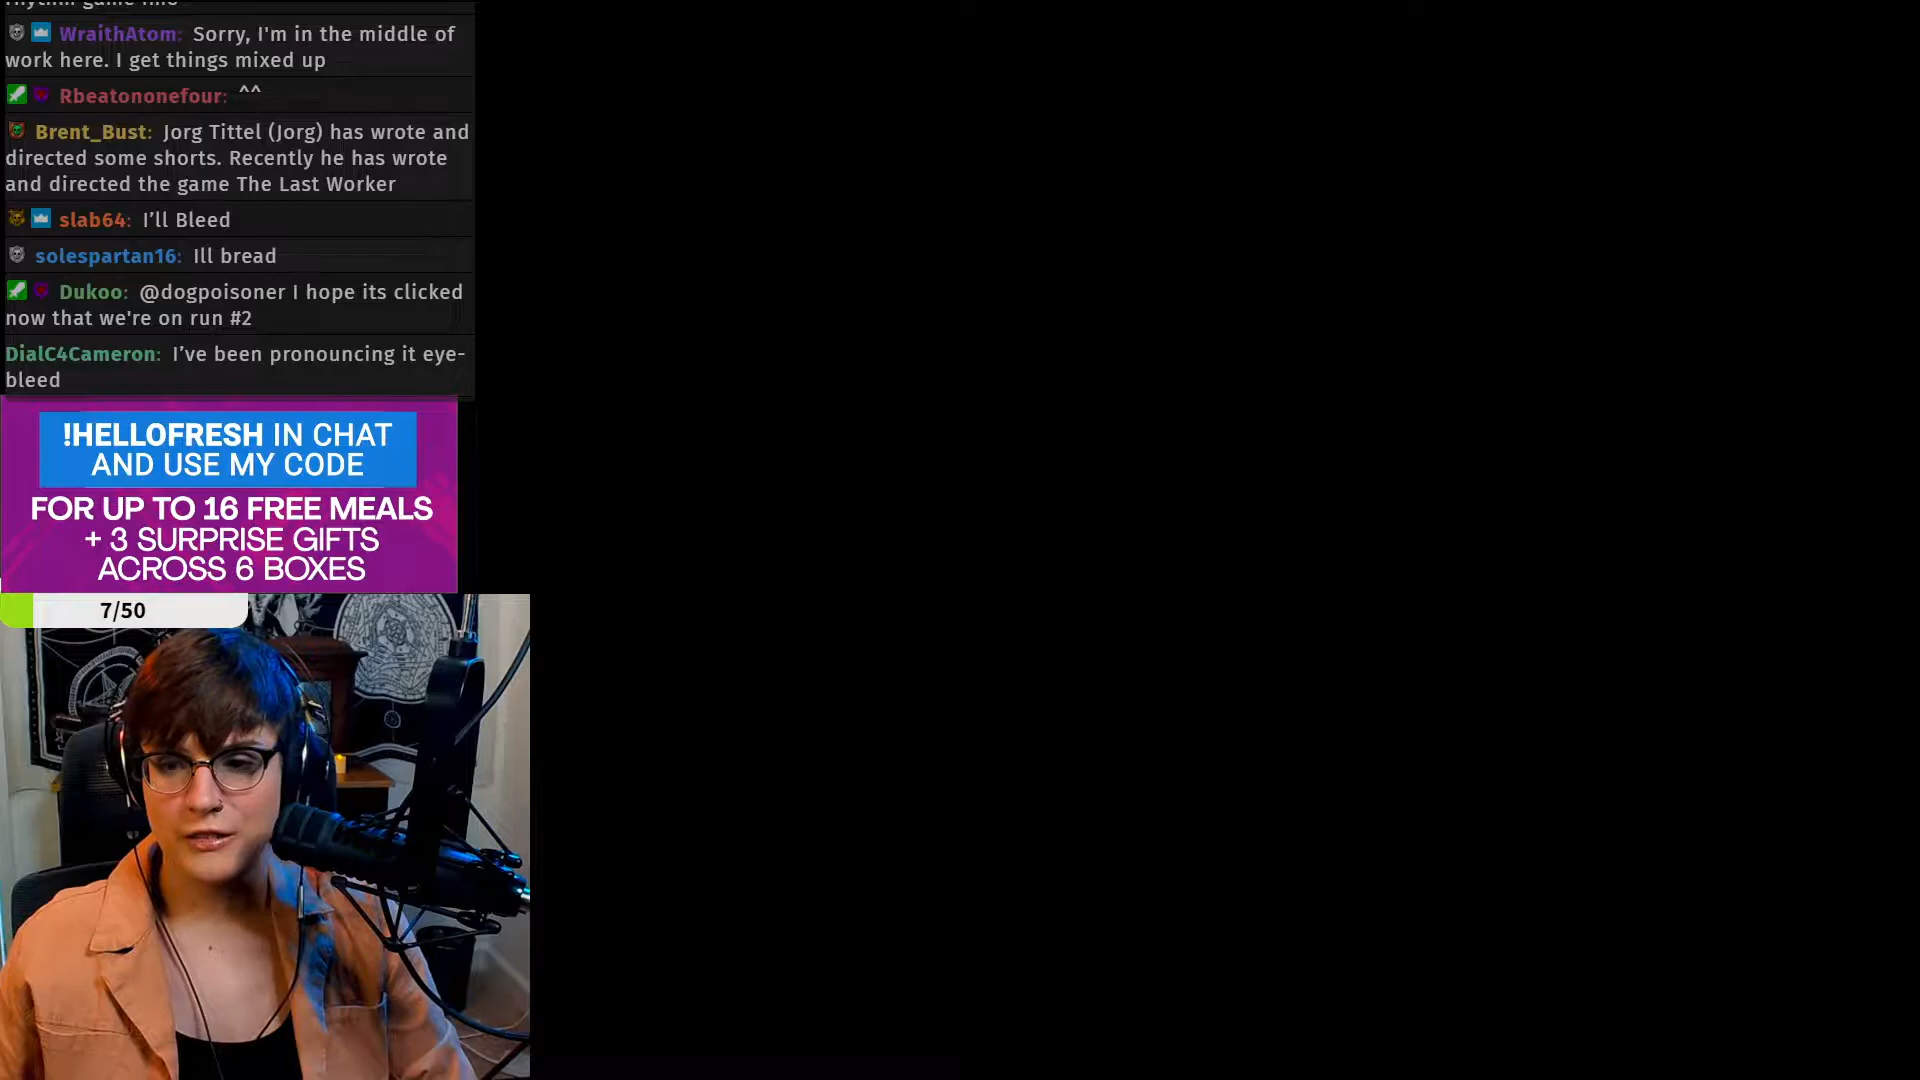 WraithAtom: Sorry, I'm in the middle of
work here. I get things mixed up
Rbeatononefour: ^^
Brent_Bust: Jorg Tittel (Jorg) has wrote and
directed some shorts. Recently he has wrote
and directed the game The Last Worker
slab64: I’ll Bleed
solespartan16: Ill bread
Dukoo: @dogpoisoner I hope its clicked
now that we're on run #2
DialC4Cameron: I’ve been pronouncing it eye-
bleed
!HELLOFRESH IN CHAT
AND USE MY CODE
FOR UP TO 16 FREE MEALS
+ 3 SURPRISE GIFTS
ACROSS 6 BOXES
7/50